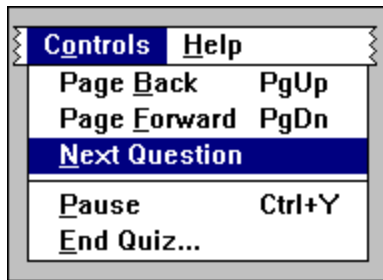 Controls Help
Page Back PgUp
Page Forward PgDn
Next Question
Pause Ctrl+Y
End Quiz...